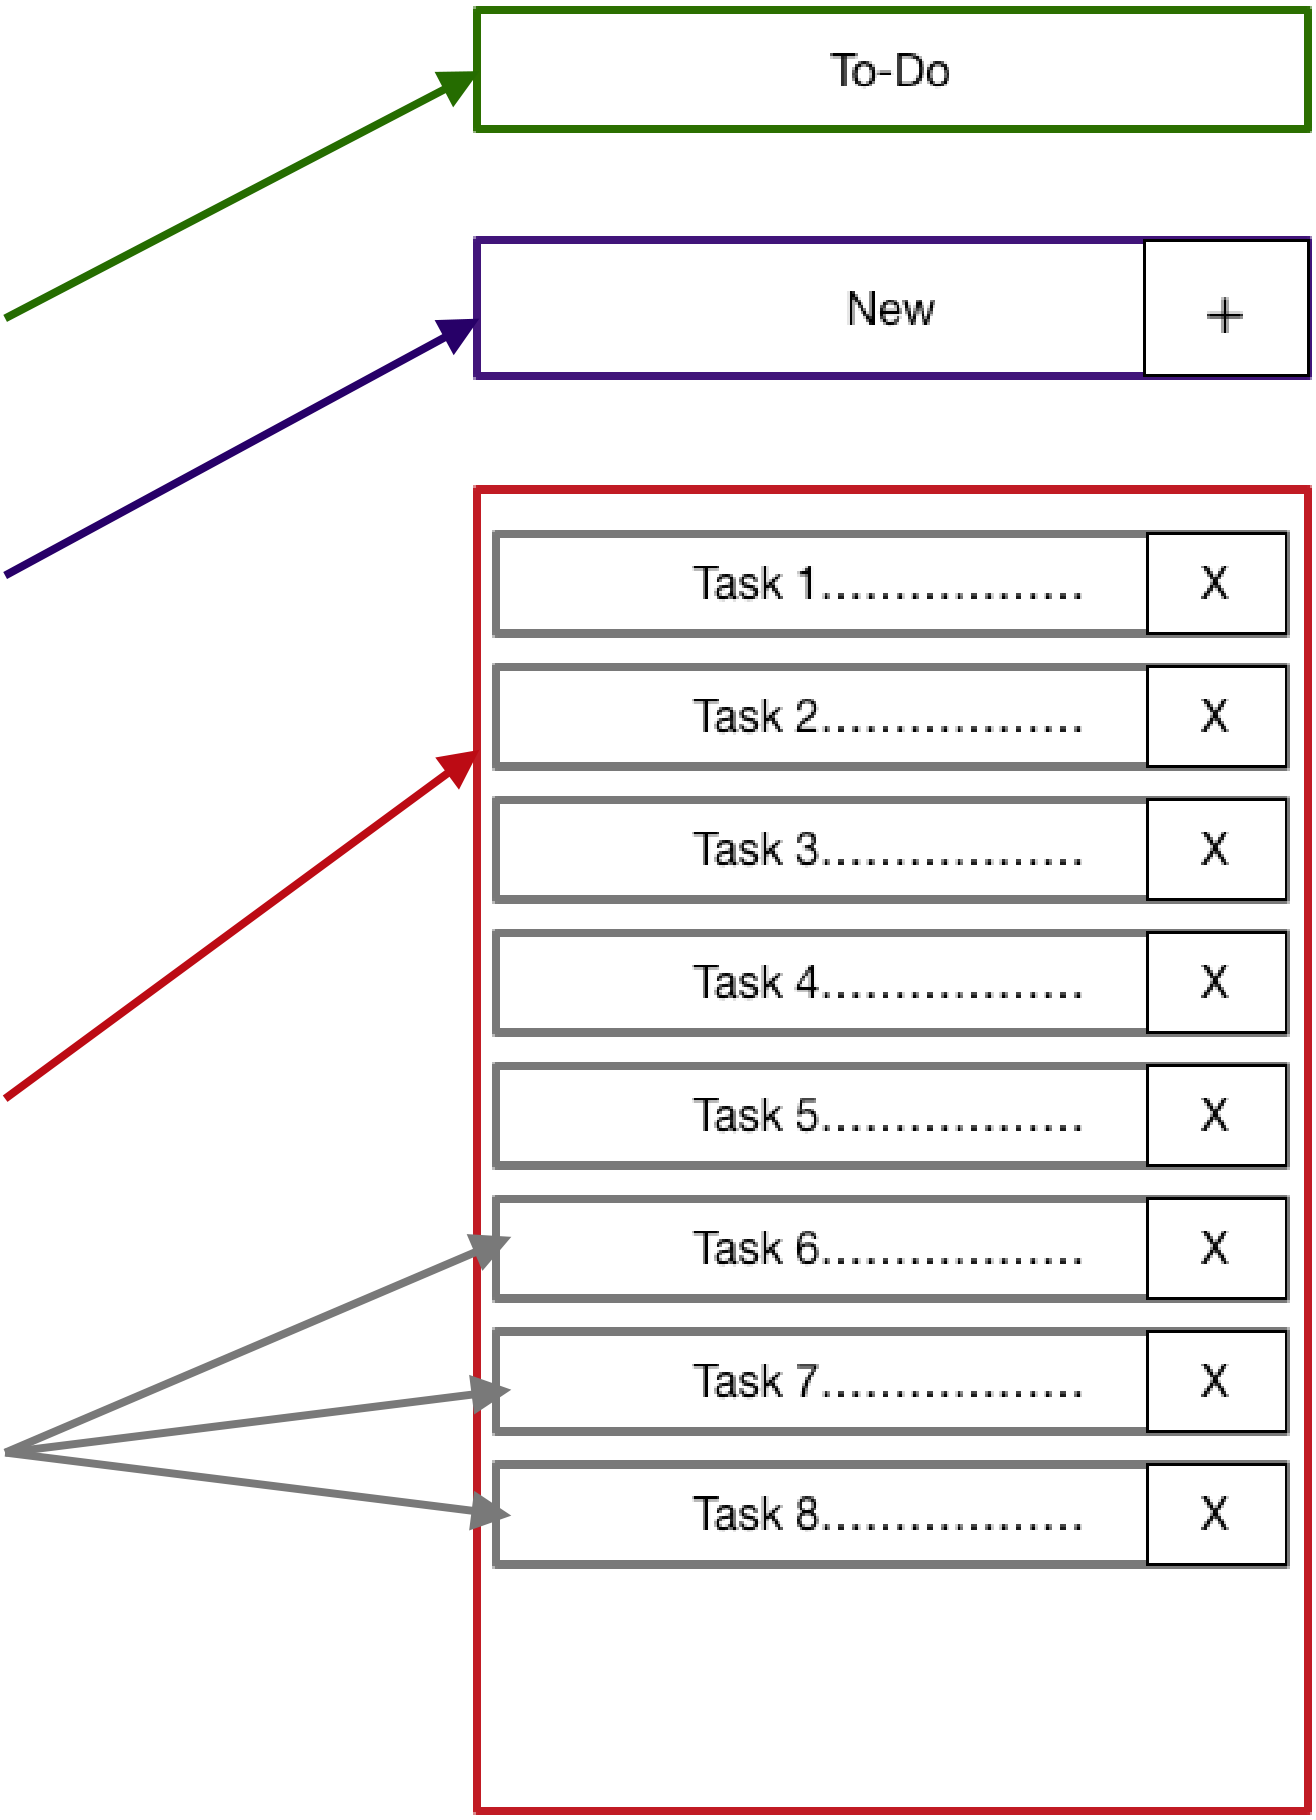 To-Do
New +
Task 1.................. X
Task 2.................. X
Task 3.................. X
Task 4.................. X
Task 5.................. X
Task 6.................. X
Task 7.................. X
Task 8.................. X